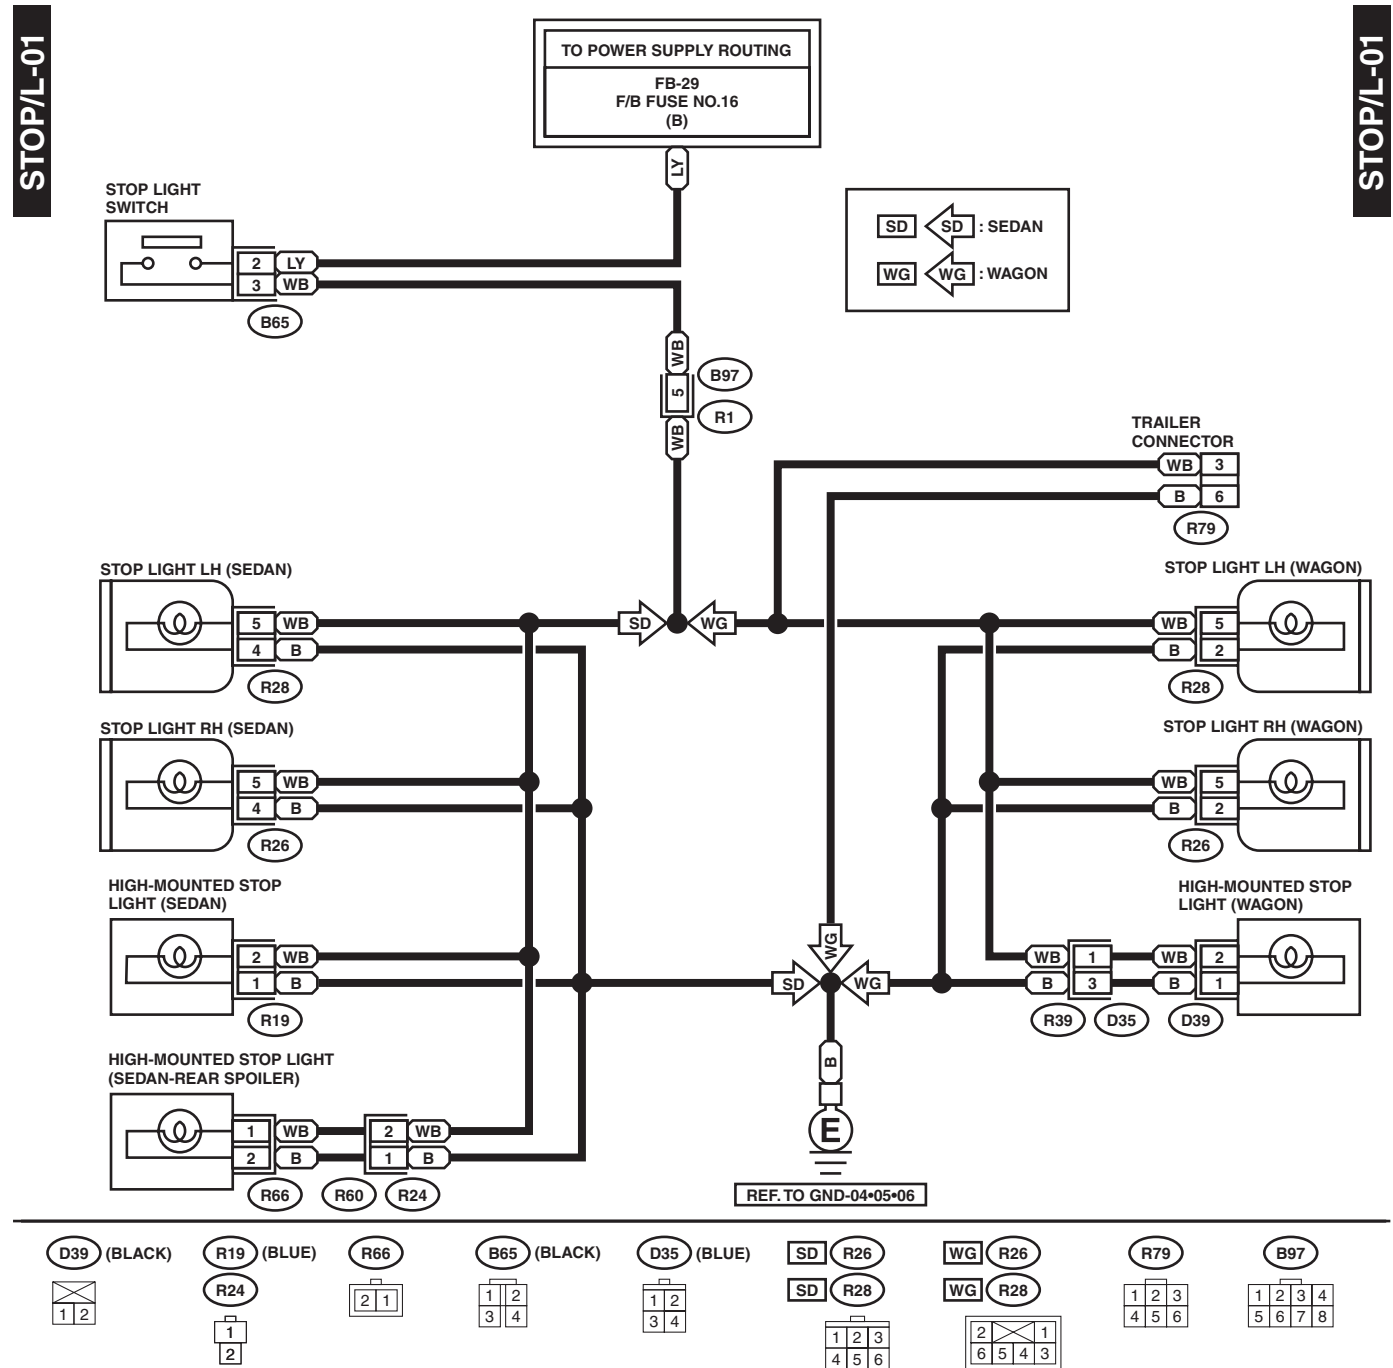 STOP/L-01
STOP/L-01
TO POWER SUPPLY ROUTING
FB-29
F/B FUSE NO.16
(B)
LY
STOP LIGHT
SWITCH
2 LY
3 WB
B65
SD SD : SEDAN
WG WG : WAGON
WB
5
B97
R1
WB
TRAILER
CONNECTOR
WB 3
B 6
R79
STOP LIGHT LH (SEDAN)
5 WB
4 B
R28
SD WG
STOP LIGHT LH (WAGON)
WB 5
B 2
R28
STOP LIGHT RH (SEDAN)
5 WB
4 B
R26
STOP LIGHT RH (WAGON)
WB 5
B 2
R26
HIGH-MOUNTED STOP
LIGHT (SEDAN)
2 WB
1 B
R19
WG
SD WG
HIGH-MOUNTED STOP
LIGHT (WAGON)
WB 1 WB 2
B 3 B 1
R39 D35 D39
HIGH-MOUNTED STOP LIGHT
(SEDAN-REAR SPOILER)
1 WB 2 WB
2 B 1 B
R66 R60 R24
B
E
REF. TO GND-04•05•06
D39 (BLACK)
1 2
R19 (BLUE)
R24
1
2
R66
2 1
B65 (BLACK)
1 2
3 4
D35 (BLUE)
1 2
3 4
SD R26
SD R28
1 2 3
4 5 6
WG R26
WG R28
2 1
6 5 4 3
R79
1 2 3
4 5 6
B97
1 2 3 4
5 6 7 8